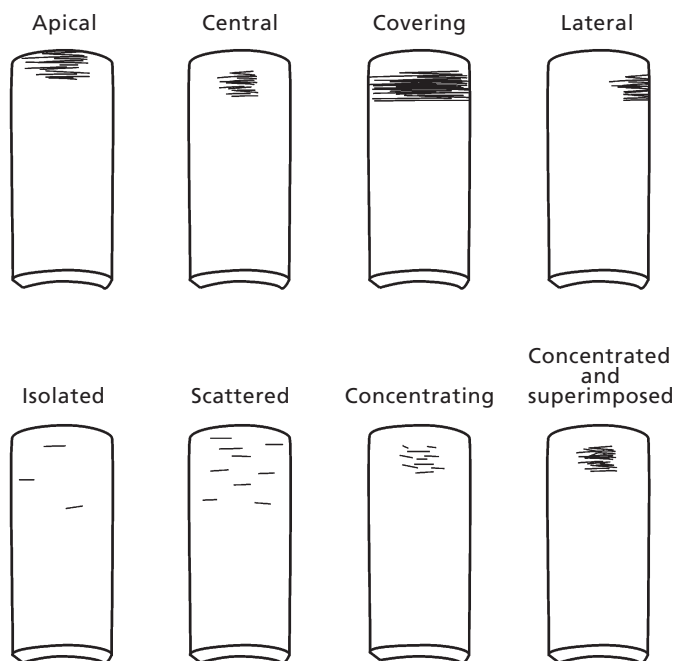 Apical
Central
Covering
Lateral
Isolated
Scattered
Concentrating
Concentrated
and
superimposed